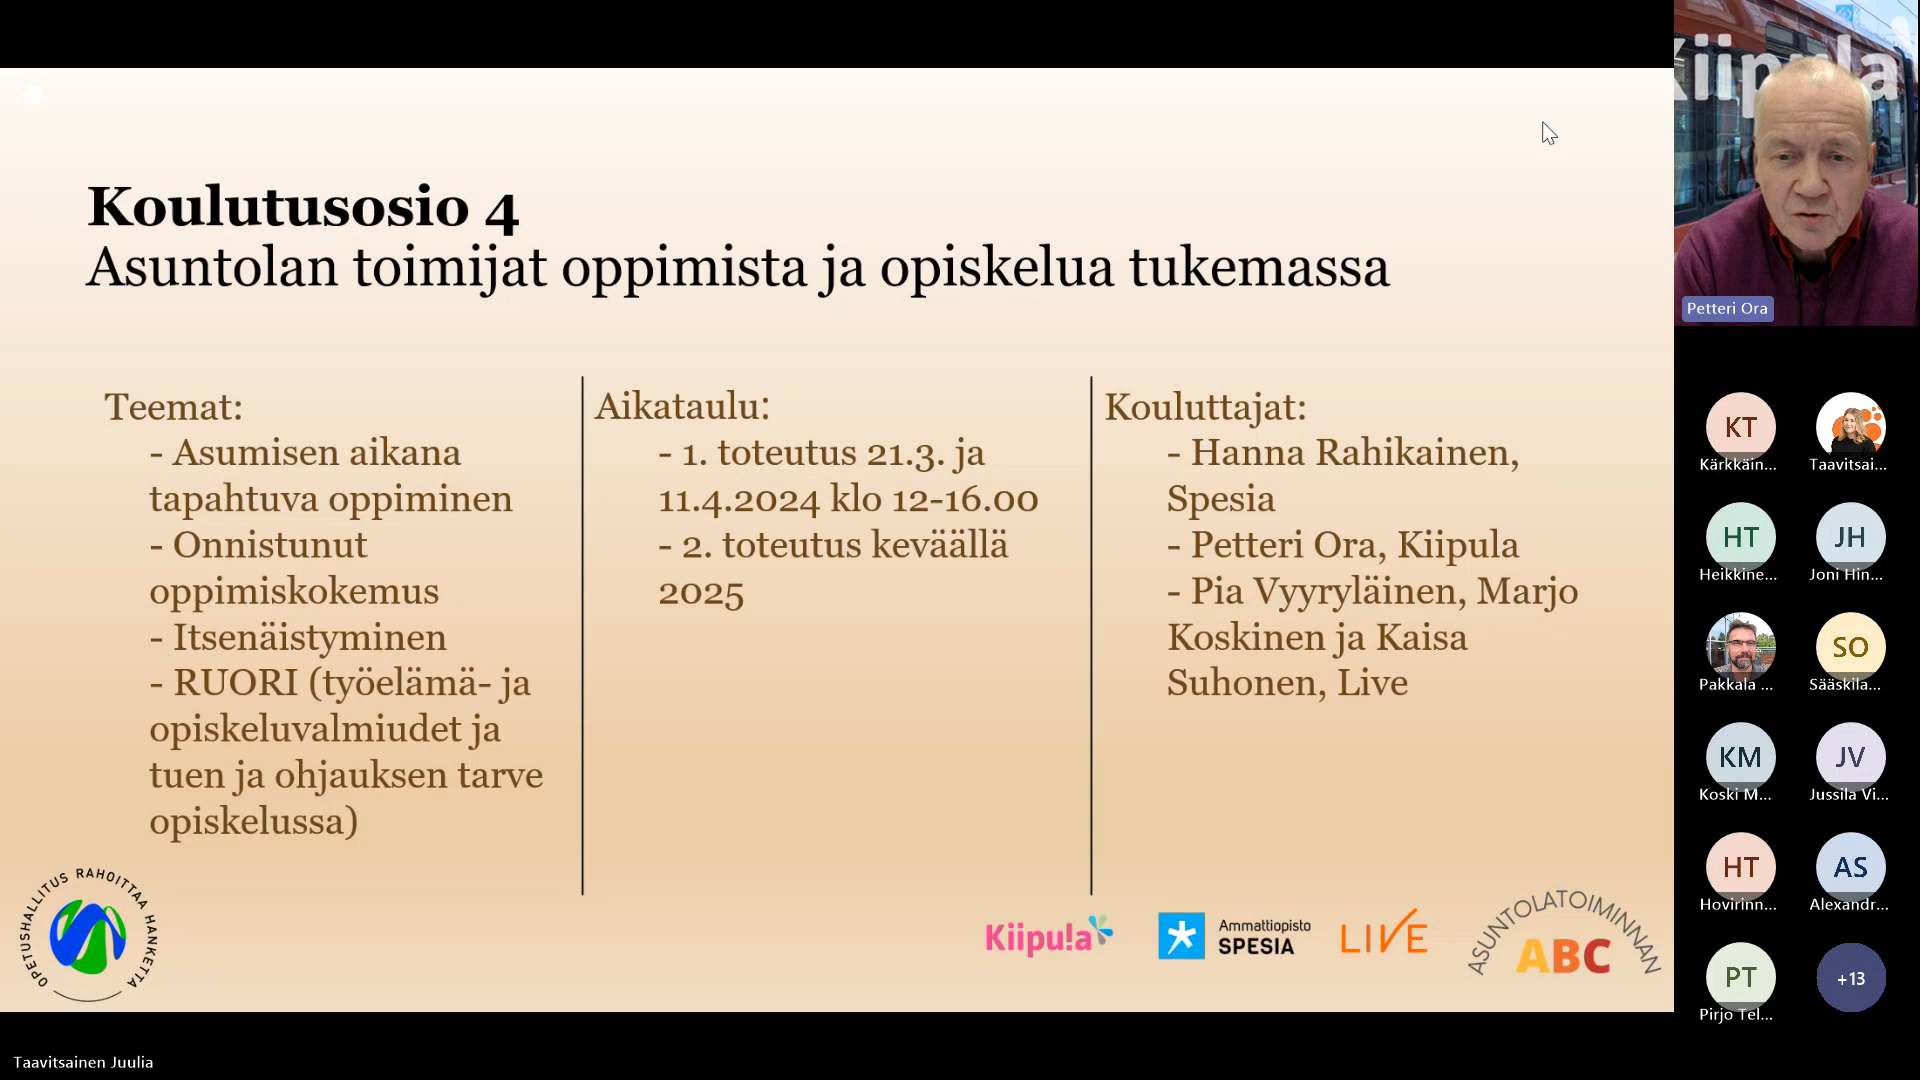 Koulutusosio 4
Asuntolan toimijat oppimista ja opiskelua tukemassa
Teemat:
- Asumisen aikana
tapahtuva oppiminen
- Onnistunut
oppimiskokemus
- Itsenäistyminen
- RUORI (työelämä- ja
opiskeluvalmiudet ja
tuen ja ohjauksen tarve
opiskelussa)
Aikataulu:
- 1. toteutus 21.3. ja
11.4.2024 klo 12-16.00
- 2. toteutus keväällä
2025
Kouluttajat:
- Hanna Rahikainen,
Spesia
- Petteri Ora, Kiipula
- Pia Vyyryläinen, Marjo
Koskinen ja Kaisa
Suhonen, Live
OPETUSHALLITUS RAHOITTAA HANKETTA
Kiipula
Ammattiopisto
SPESIA
LIVE
ASUNTOLATOIMINNAN
ABC
Taavitsainen Juulia
Kiipula
Petteri Ora
KT
Kärkkäin...
Taavitsai...
HT
Heikkine...
JH
Joni Hin...
Pakkala ...
SO
Sääskila...
KM
Koski M...
JV
Jussila Vi...
HT
Hovirinn...
AS
Alexandr...
PT
Pirjo Tel...
+13